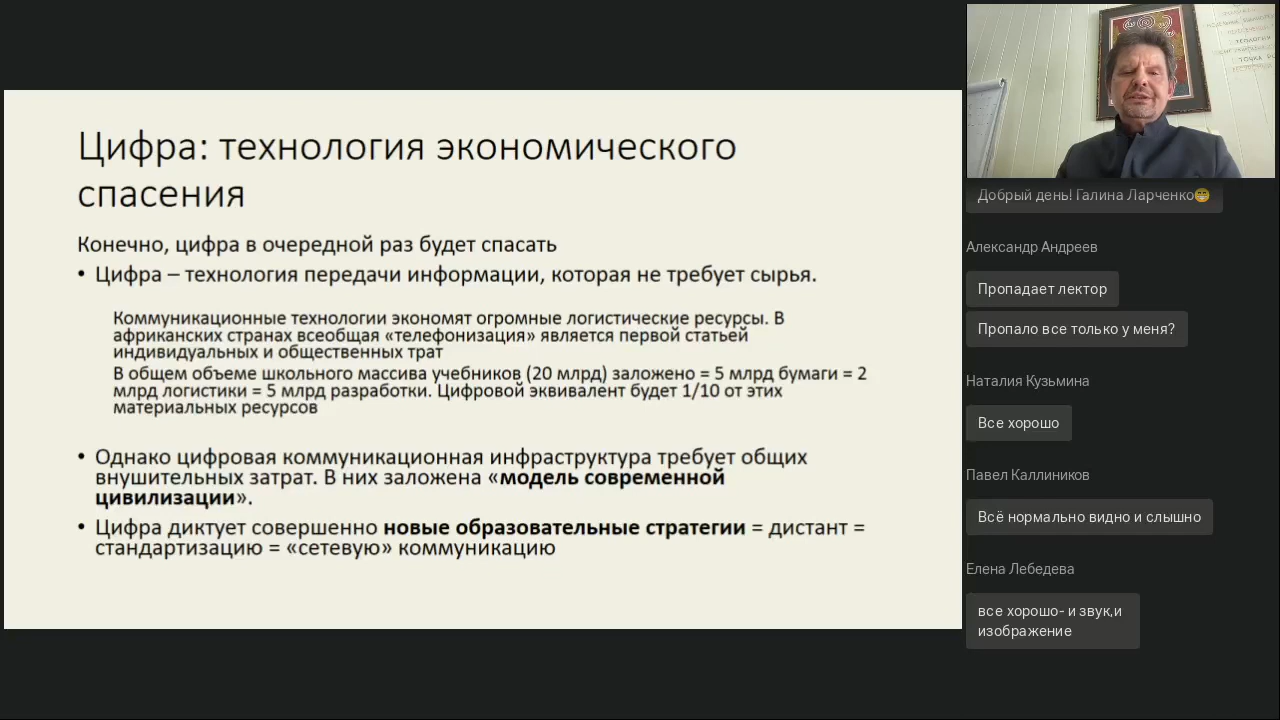 Цифра: технология экономического
спасения
Конечно, цифра в очередной раз будет спасать
• Цифра – технология передачи информации, которая не требует сырья.
Коммуникационные технологии экономят огромные логистические ресурсы. В
африканских странах всеобщая «телефонизация» является первой статьей
индивидуальных и общественных трат
В общем объеме школьного массива учебников (20 млрд) заложено = 5 млрд бумаги = 2
млрд логистики = 5 млрд разработки. Цифровой эквивалент будет 1/10 от этих
материальных ресурсов
• Однако цифровая коммуникационная инфраструктура требует общих
внушительных затрат. В них заложена «модель современной
цивилизации».
• Цифра диктует совершенно новые образовательные стратегии = дистант =
стандартизацию = «сетевую» коммуникацию
Добрый день! Галина Ларченко😁
Александр Андреев
Пропадает лектор
Пропало все только у меня?
Наталия Кузьмина
Все хорошо
Павел Каллиников
Всё нормально видно и слышно
Елена Лебедева
все хорошо- и звук,и
изображение